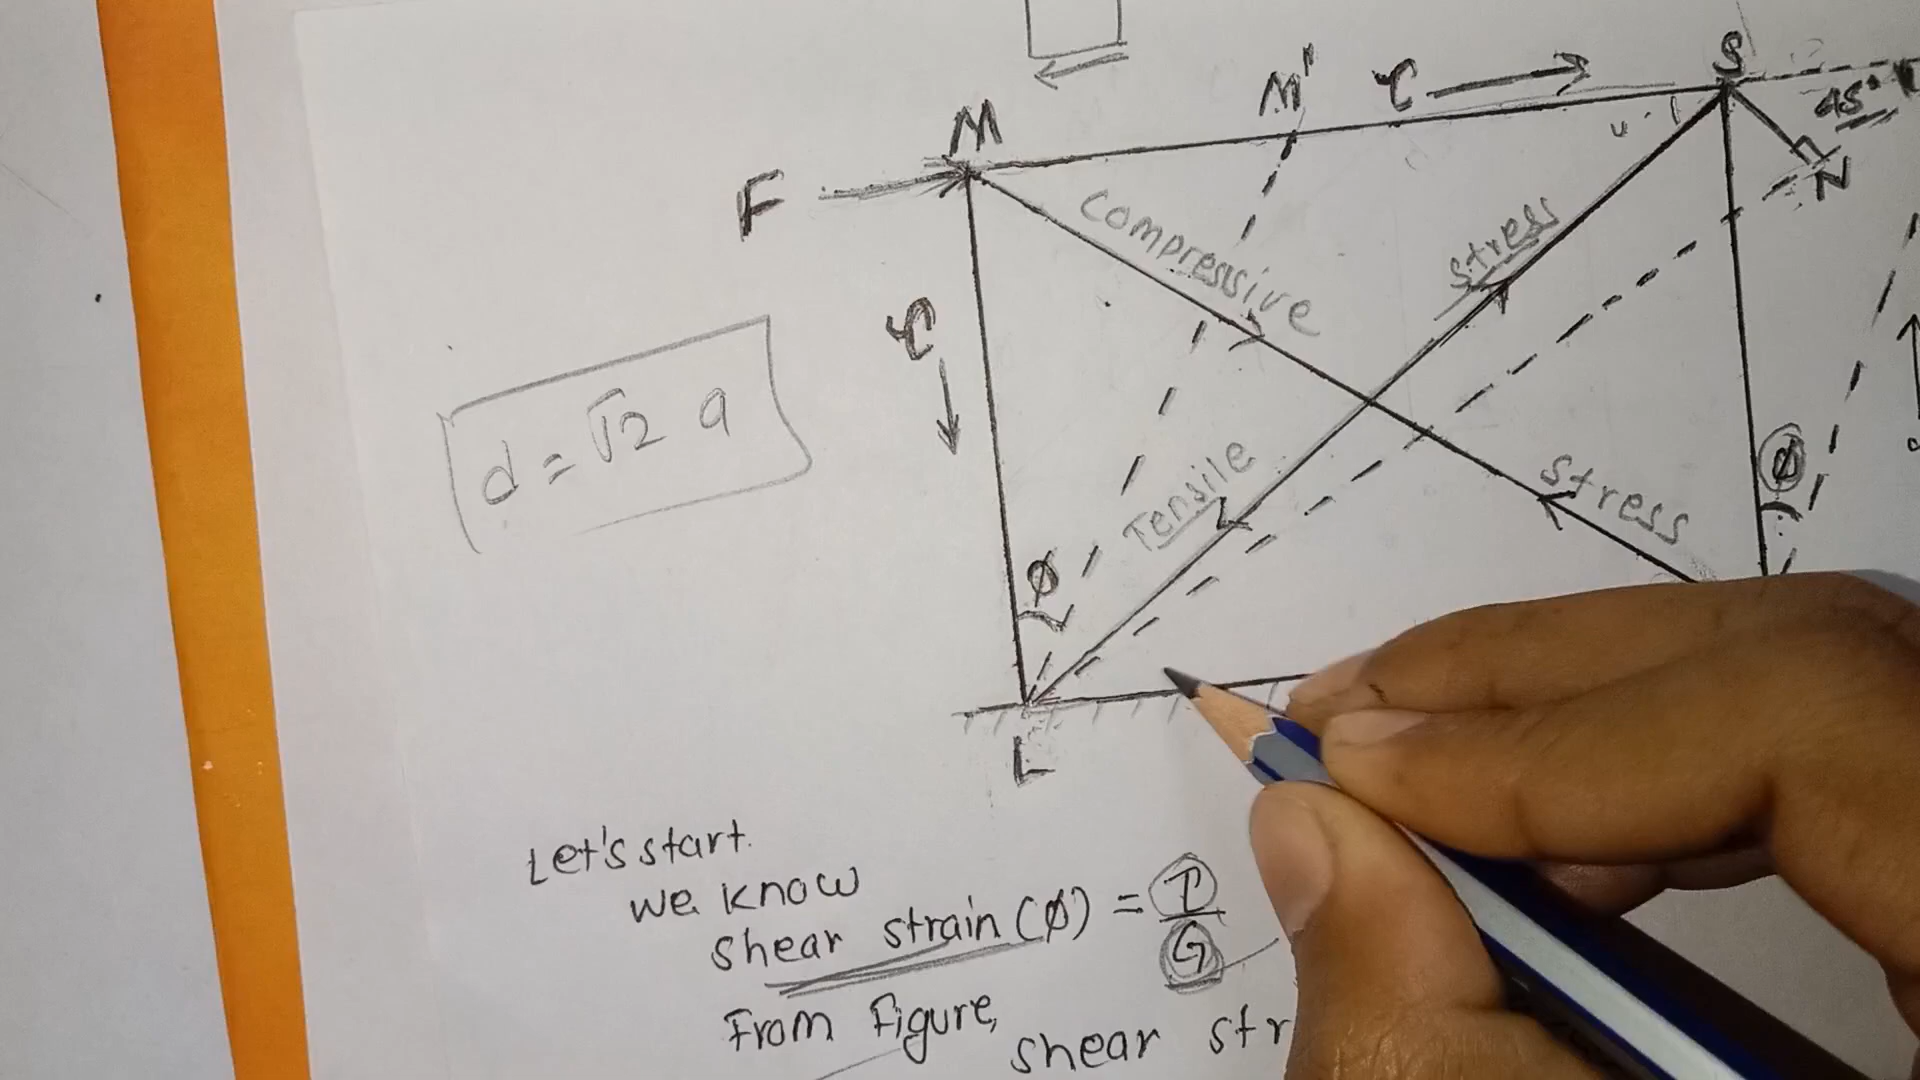 S
M' τ
45°
M
N
F
compressive stress
τ
Tensile stress
d = √2 a
ø
ø
L
Let's start.
we know
shear strain (ø) = τ/G
From Figure,
shear str